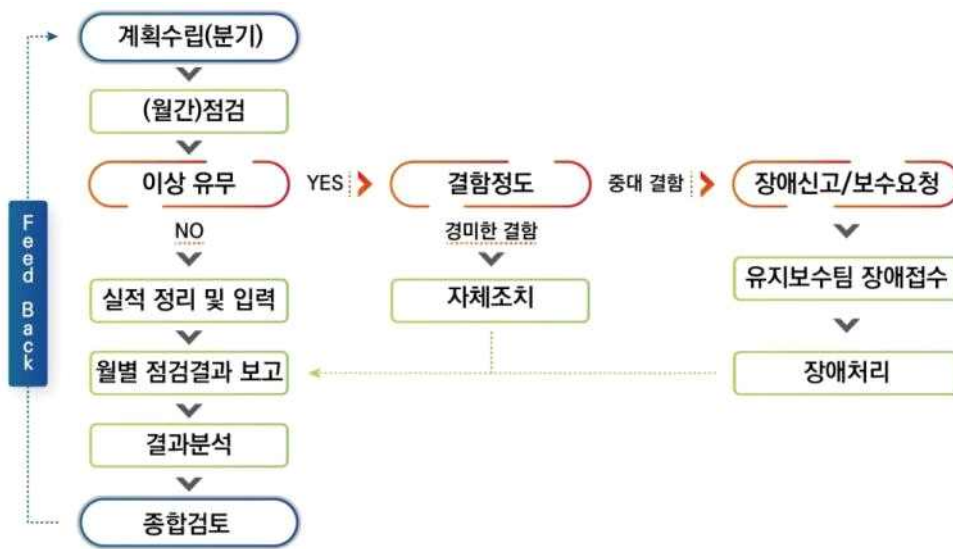 계획수립(분기)
(월간)점검
이상 유무
YES
결함정도
중대 결함
장애신고/보수요청
NO
경미한 결함
실적 정리 및 입력
자체조치
유지보수팀 장애접수
월별 점검결과 보고
장애처리
결과분석
종합검토
Feed Back